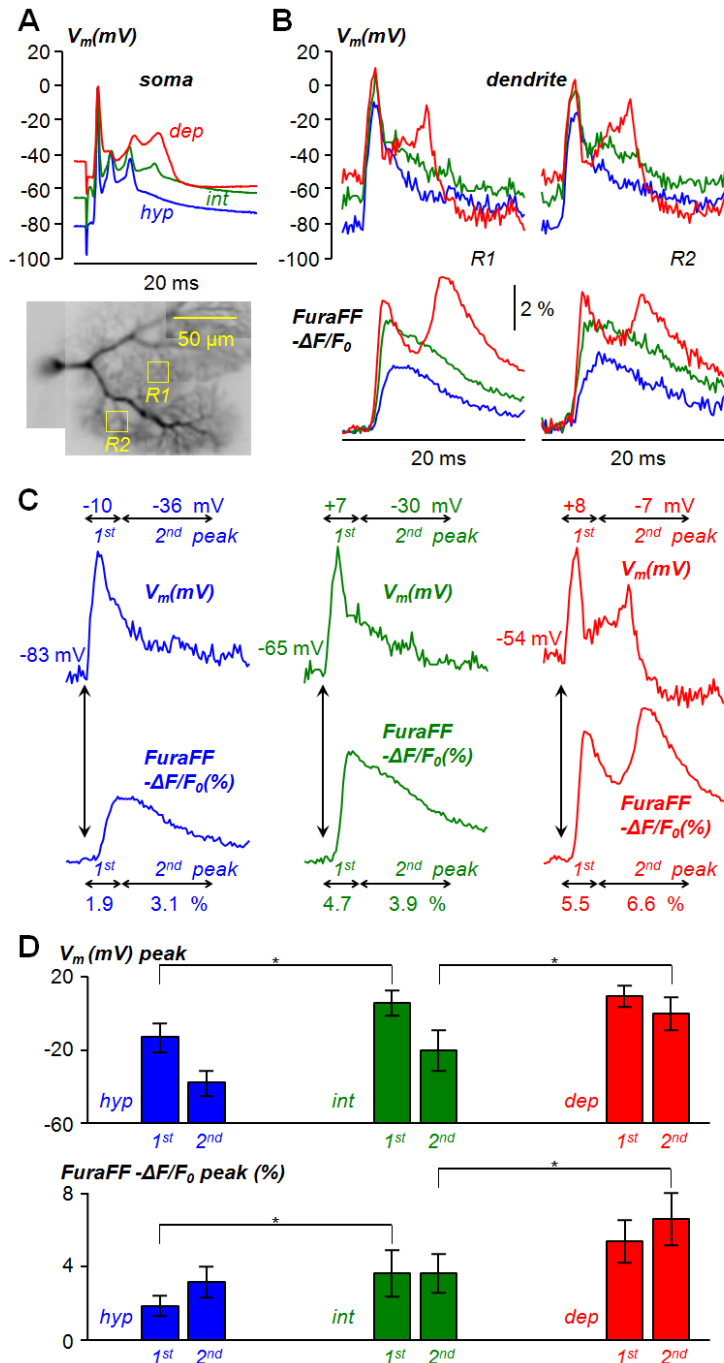 A
V_m(mV)
20
0
-20
-40
-60
-80
-100
soma
dep
int
hyp
20 ms
50 µm
R1
R2
B
V_m(mV)
20
0
-20
-40
-60
-80
-100
dendrite
R1
R2
FuraFF
-ΔF/F₀
2 %
20 ms
20 ms
C
-10 -36 mV
1st 2nd peak
V_m(mV)
-83 mV
FuraFF
-ΔF/F₀(%)
1st 2nd peak
1.9 3.1 %
+7 -30 mV
1st 2nd peak
V_m(mV)
-65 mV
FuraFF
-ΔF/F₀(%)
1st 2nd peak
4.7 3.9 %
+8 -7 mV
1st 2nd peak
V_m(mV)
-54 mV
FuraFF
-ΔF/F₀(%)
1st 2nd peak
5.5 6.6 %
D
V_m (mV) peak
20
-20
-60
* *
hyp int dep
1st 2nd 1st 2nd 1st 2nd
FuraFF -ΔF/F₀ peak (%)
8
4
0
* *
hyp int dep
1st 2nd 1st 2nd 1st 2nd